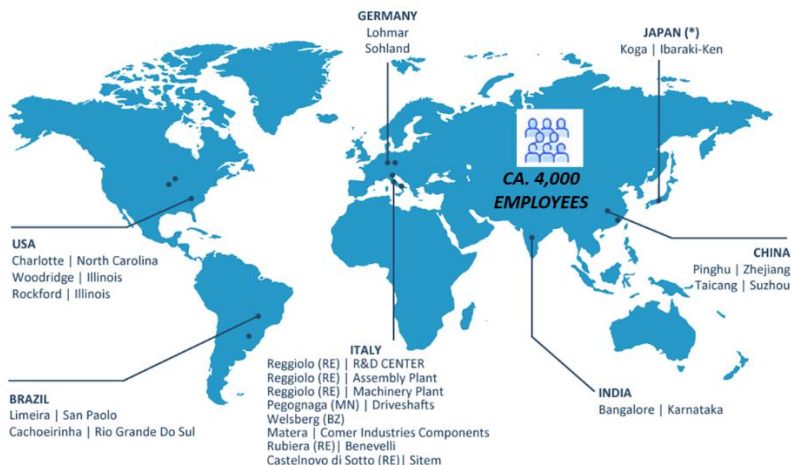 GERMANY
Lohmar
Sohland
JAPAN (*)
Koga | Ibaraki-Ken
CA. 4,000
EMPLOYEES
USA
Charlotte | North Carolina
Woodridge | Illinois
Rockford | Illinois
CHINA
Pinghu | Zhejiang
Taicang | Suzhou
BRAZIL
Limeira | San Paolo
Cachoeirinha | Rio Grande Do Sul
ITALY
Reggiolo (RE) | R&D CENTER
Reggiolo (RE) | Assembly Plant
Reggiolo (RE) | Machinery Plant
Pegognaga (MN) | Driveshafts
Welsberg (BZ)
Matera | Comer Industries Components
Rubiera (RE) | Benevelli
Castelnovo di Sotto (RE)| Sitem
INDIA
Bangalore | Karnataka